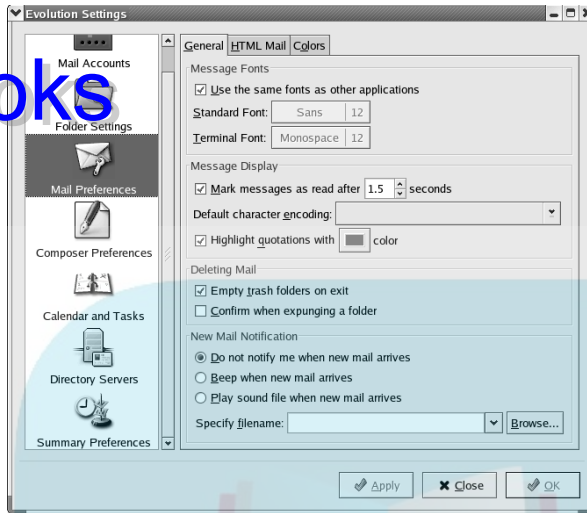 Evolution Settings
Mail Accounts
oks
Folder Settings
Mail Preferences
Composer Preferences
Calendar and Tasks
Directory Servers
Summary Preferences
General HTML Mail Colors
Message Fonts
Use the same fonts as other applications
Standard Font: Sans 12
Terminal Font: Monospace 12
Message Display
Mark messages as read after 1.5 seconds
Default character encoding:
Highlight quotations with color
Deleting Mail
Empty trash folders on exit
Confirm when expunging a folder
New Mail Notification
Do not notify me when new mail arrives
Beep when new mail arrives
Play sound file when new mail arrives
Specify filename: Browse...
Apply Close OK